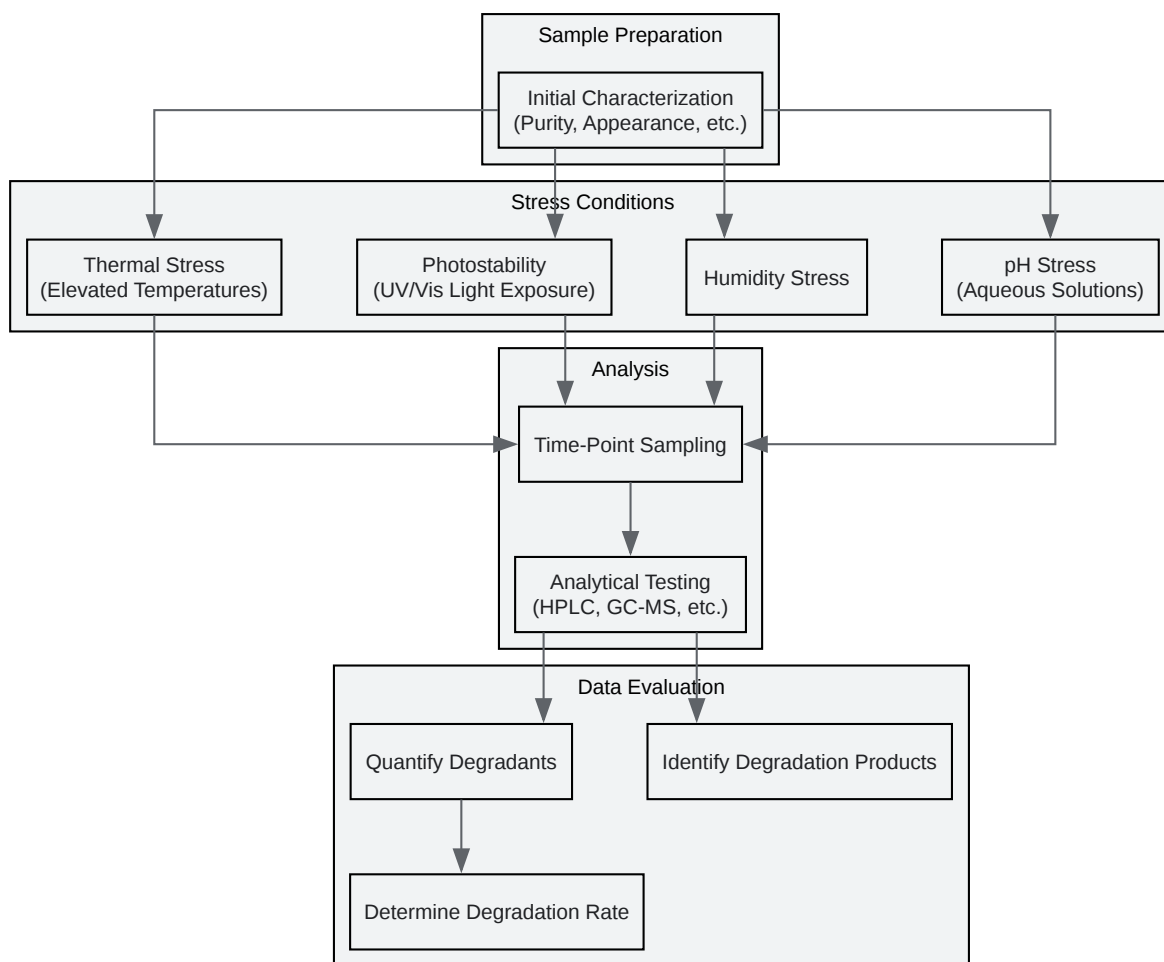 Sample Preparation
Initial Characterization
(Purity, Appearance, etc.)
Stress Conditions
Thermal Stress
(Elevated Temperatures)
Photostability
(UV/Vis Light Exposure)
Humidity Stress
pH Stress
(Aqueous Solutions)
Analysis
Time-Point Sampling
Analytical Testing
(HPLC, GC-MS, etc.)
Data Evaluation
Quantify Degradants
Identify Degradation Products
Determine Degradation Rate